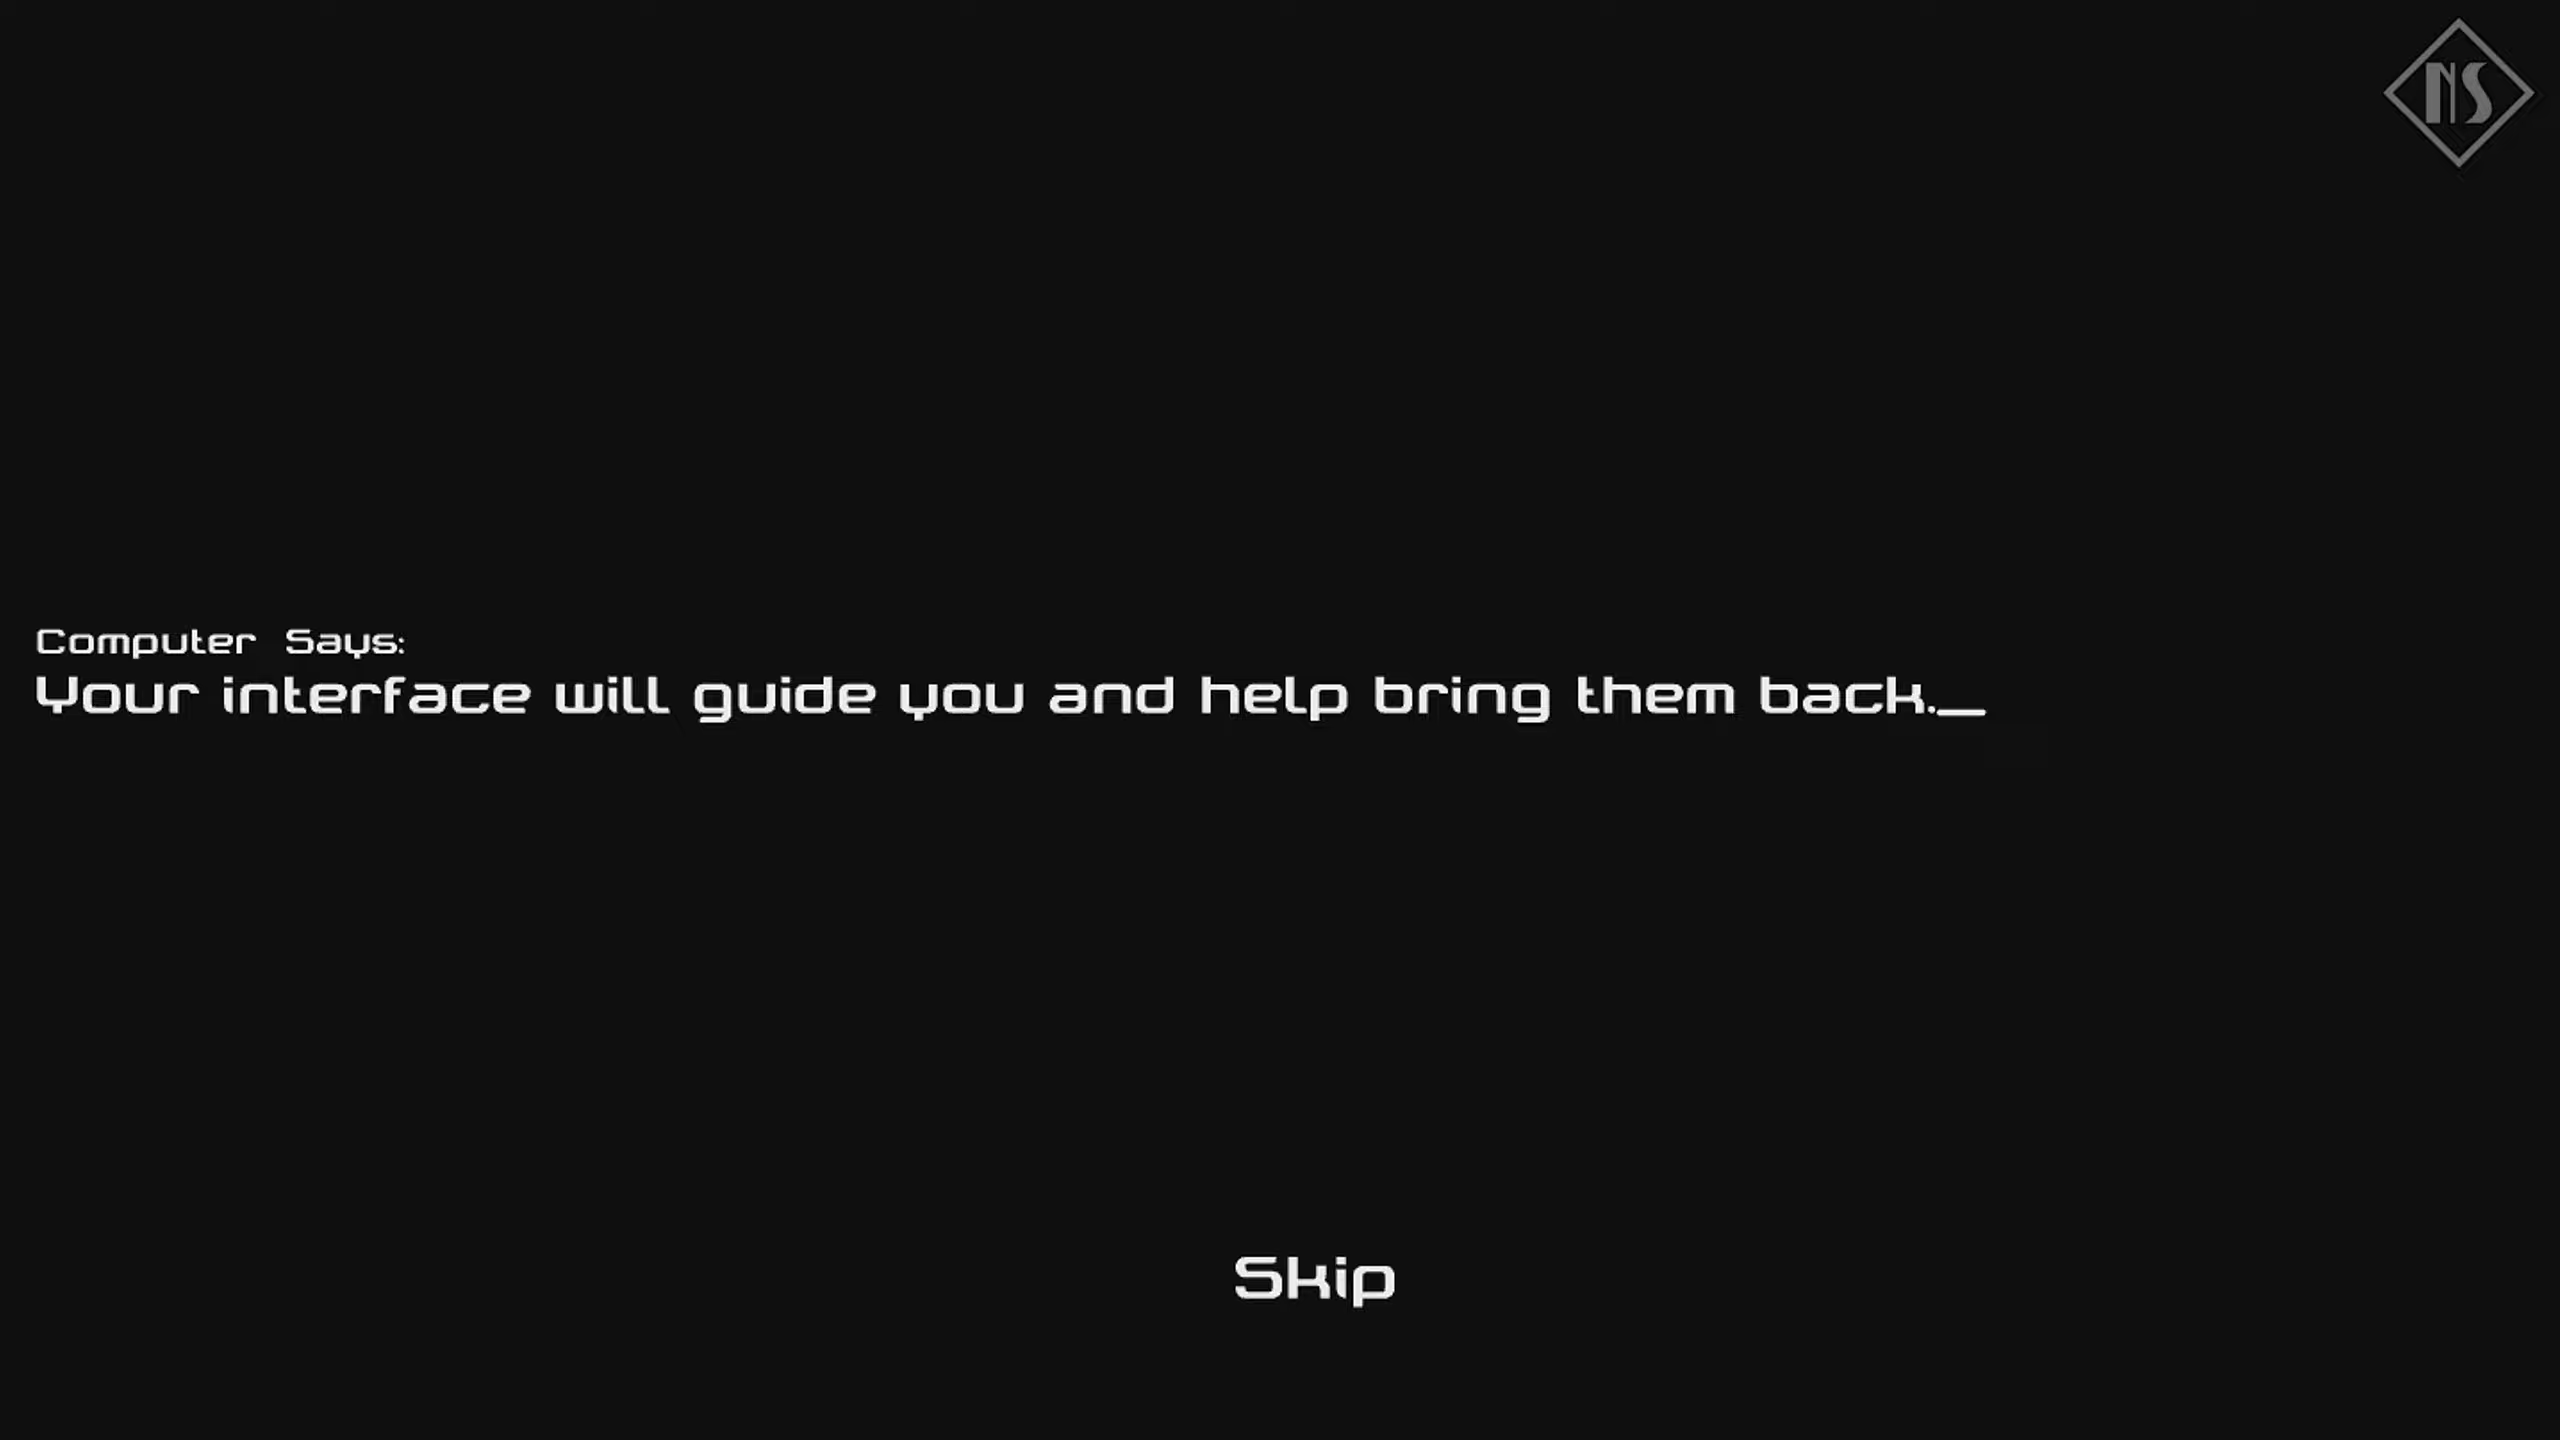 NS
Computer Says:
Your interface will guide you and help bring them back._
Skip